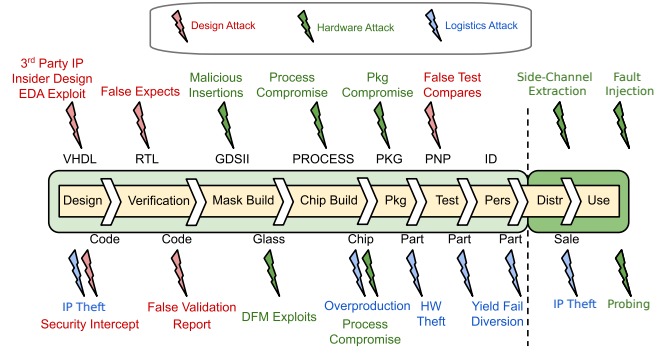 Design Attack Hardware Attack Logistics Attack
3rd Party IP
Insider Design
EDA Exploit
False Expects
Malicious
Insertions
Process
Compromise
Pkg
Compromise
False Test
Compares
Side-Channel
Extraction
Fault
Injection
VHDL RTL GDSII PROCESS PKG PNP ID
Design Verification Mask Build Chip Build Pkg Test Pers Distr Use
Code Code Glass Chip Part Part Part Sale
IP Theft
Security Intercept
False Validation
Report
DFM Exploits
Overproduction
Process
Compromise
HW
Theft
Yield Fail
Diversion
IP Theft
Probing